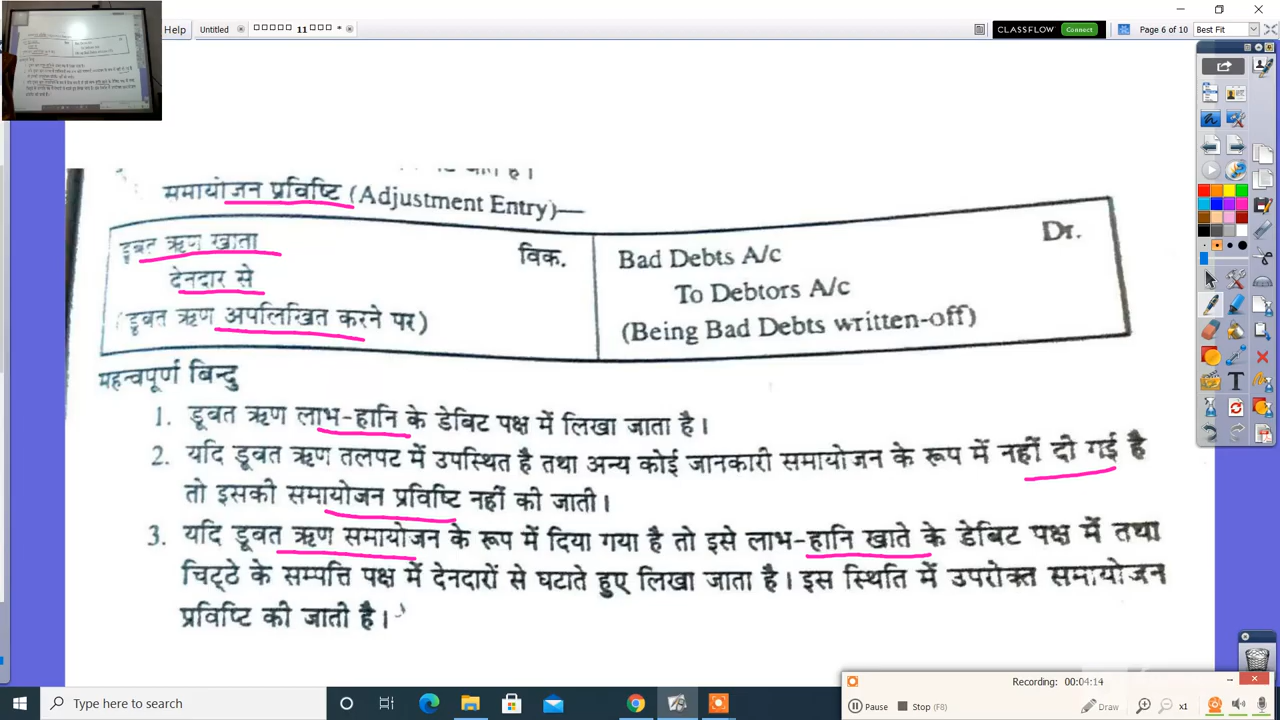 Help
Untitled
11 *
CLASSFLOW
Connect
Page 6 of 10
Best Fit
समायोजन प्रविष्टि (Adjustment Entry)—
डूबत ऋण खाता विक.
देनदार से
(डूबत ऋण अपलिखित करने पर)
Bad Debts A/c Dr.
To Debtors A/c
(Being Bad Debts written-off)
महत्वपूर्ण बिन्दु
1. डूबत ऋण लाभ-हानि के डेबिट पक्ष में लिखा जाता है।
2. यदि डूबत ऋण तलपट में उपस्थित है तथा अन्य कोई जानकारी समायोजन के रूप में नहीं दी गई है
तो इसकी समायोजन प्रविष्टि नहीं की जाती।
3. यदि डूबत ऋण समायोजन के रूप में दिया गया है तो इसे लाभ-हानि खाते के डेबिट पक्ष में तथा
चिट्ठे के सम्पत्ति पक्ष में देनदारों से घटाते हुए लिखा जाता है। इस स्थिति में उपरोक्त समायोजन
प्रविष्टि की जाती है।
Recording: 00:04:14
Pause
Stop (F8)
Draw
x1
Type here to search